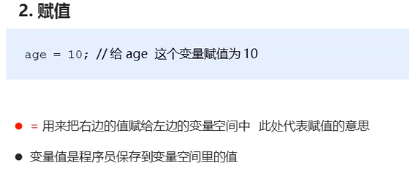 2. 赋值
age = 10; // 给 age 这个变量赋值为 10
= 用来把右边的值赋给左边的变量空间中 此处代表赋值的意思
变量值是程序员保存到变量空间里的值